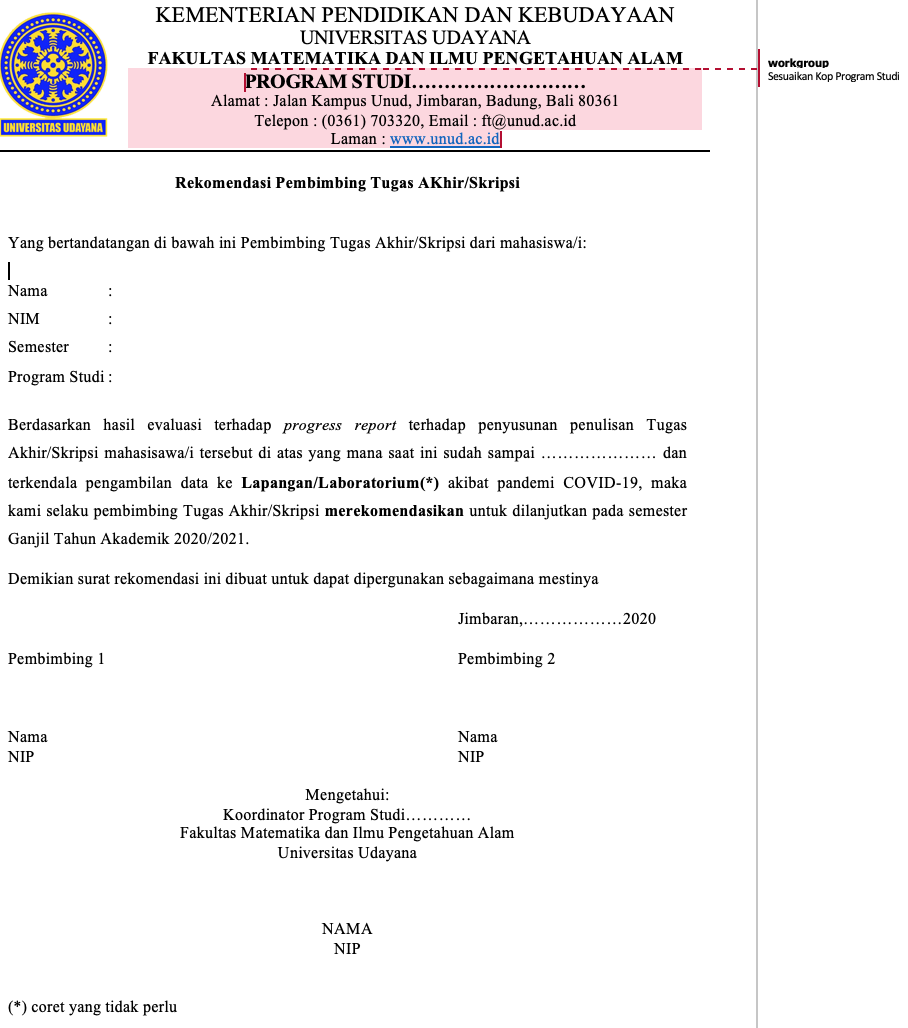 KEMENTERIAN PENDIDIKAN DAN KEBUDAYAAN
UNIVERSITAS UDAYANA
FAKULTAS MATEMATIKA DAN ILMU PENGETAHUAN ALAM
PROGRAM STUDI..............................
Alamat : Jalan Kampus Unud, Jimbaran, Badung, Bali 80361
Telepon : (0361) 703320, Email : ft@unud.ac.id
Laman : www.unud.ac.id
UNIVERSITAS UDAYANA
workgroup
Sesuaikan Kop Program Studi
Rekomendasi Pembimbing Tugas AKhir/Skripsi
Yang bertandatangan di bawah ini Pembimbing Tugas Akhir/Skripsi dari mahasiswa/i:
Nama :
NIM :
Semester :
Program Studi :
Berdasarkan hasil evaluasi terhadap progress report terhadap penyusunan penulisan Tugas
Akhir/Skripsi mahasisawa/i tersebut di atas yang mana saat ini sudah sampai ………………… dan
terkendala pengambilan data ke Lapangan/Laboratorium(*) akibat pandemi COVID-19, maka
kami selaku pembimbing Tugas Akhir/Skripsi merekomendasikan untuk dilanjutkan pada semester
Ganjil Tahun Akademik 2020/2021.
Demikian surat rekomendasi ini dibuat untuk dapat dipergunakan sebagaimana mestinya
Jimbaran,………………2020
Pembimbing 1 Pembimbing 2
Nama Nama
NIP NIP
Mengetahui:
Koordinator Program Studi…………
Fakultas Matematika dan Ilmu Pengetahuan Alam
Universitas Udayana
NAMA
NIP
(*) coret yang tidak perlu